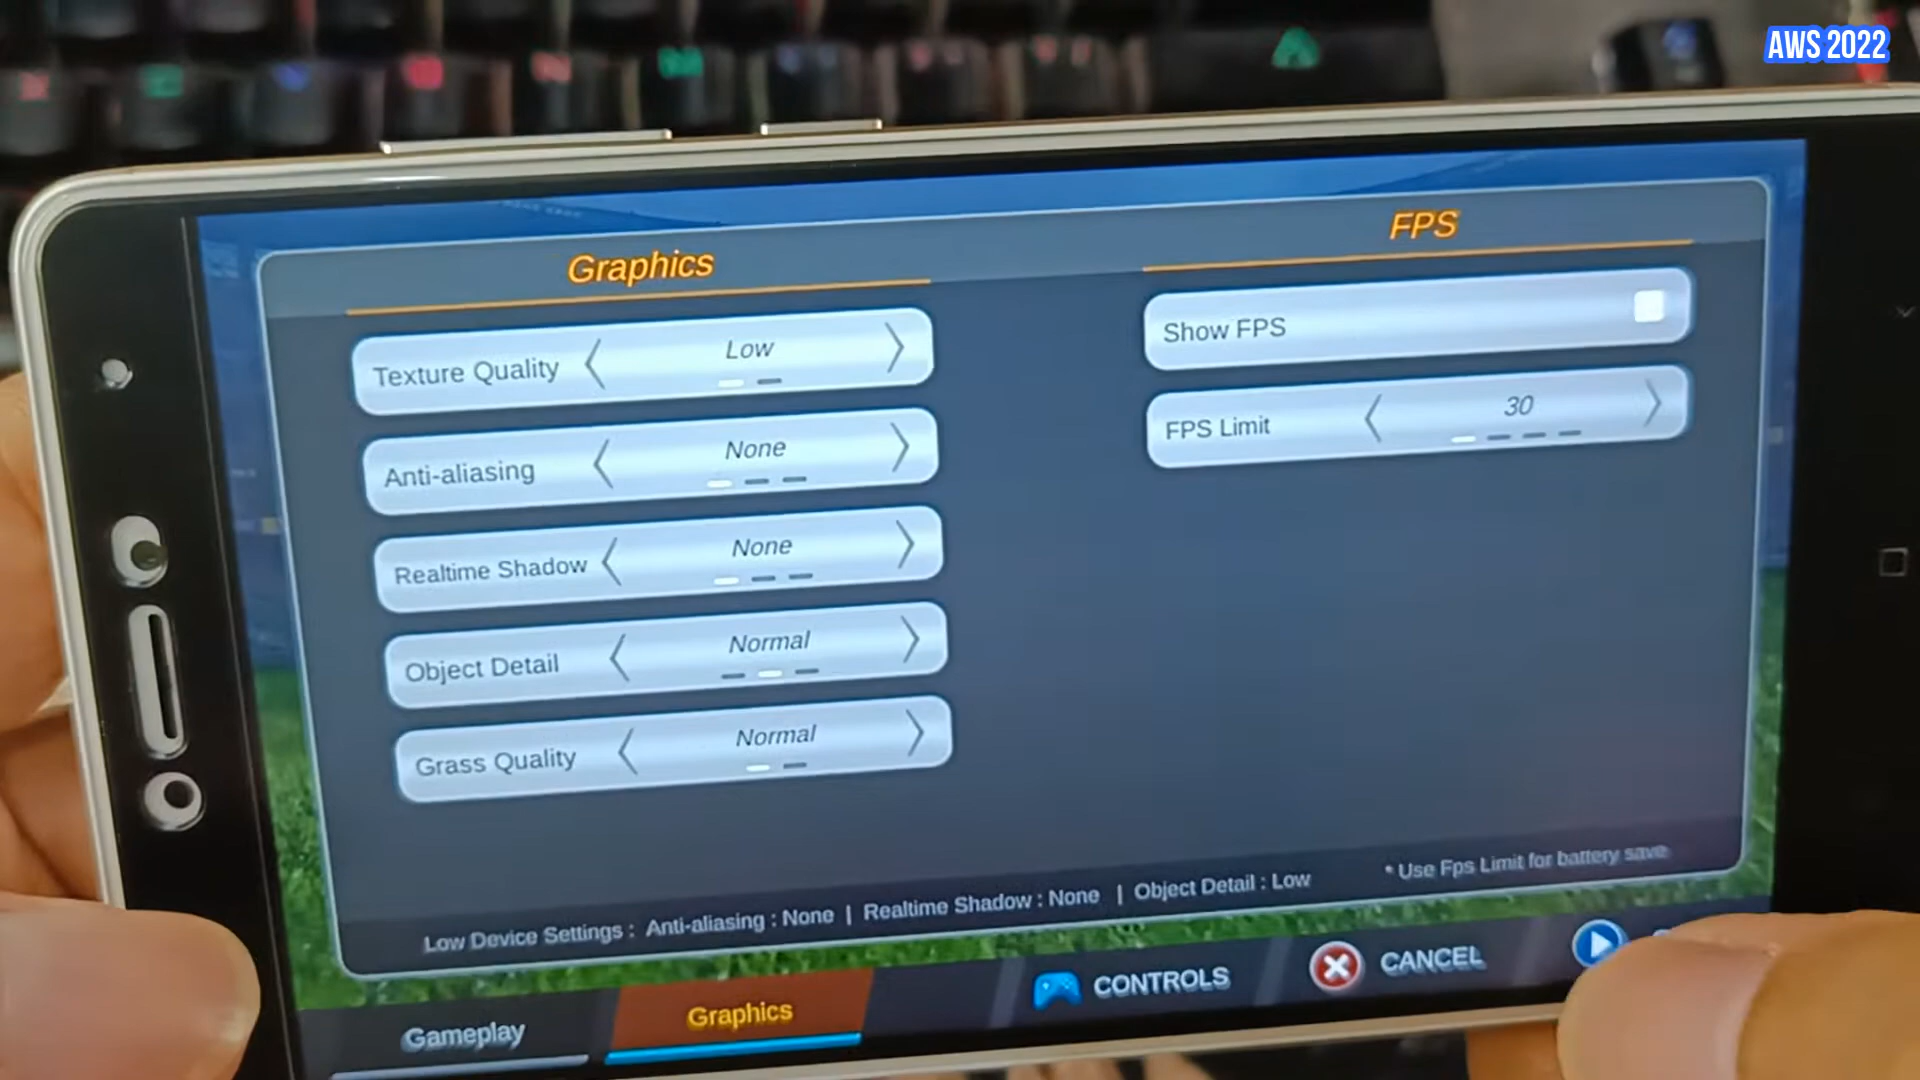 AWS 2022
Graphics
FPS
Texture Quality
Low
Show FPS
Anti-aliasing
None
FPS Limit
30
Realtime Shadow
None
Object Detail
Normal
Grass Quality
Normal
Low Device Settings : Anti-aliasing : None | Realtime Shadow : None | Object Detail : Low
* Use Fps Limit for battery save
Gameplay
Graphics
CONTROLS
CANCEL